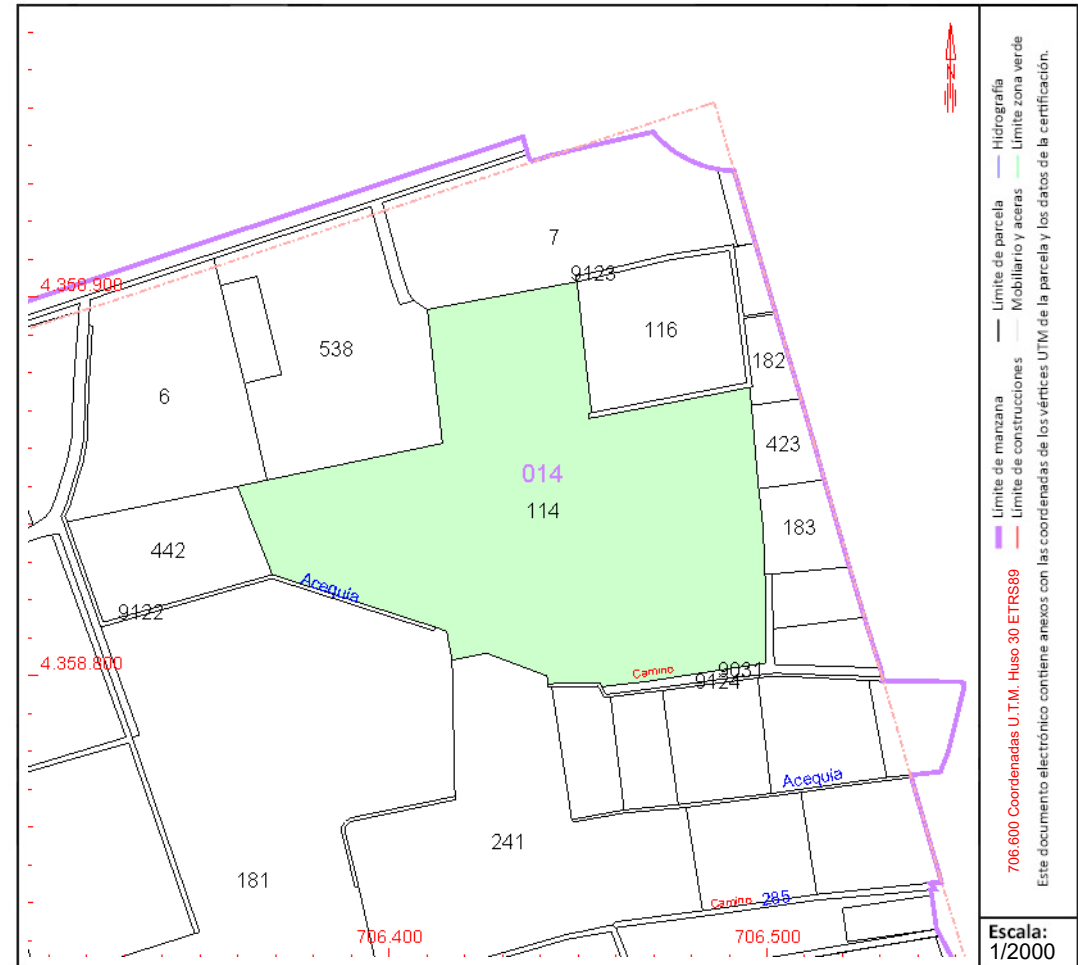 N
7
9123
4.358.900
116
538
182
6
423
014
114
183
442
Acequia
9122
4.358.800
Camino
9031
9124
Acequia
241
181
Camino 285
706.400
706.500
Límite de manzana
Límite de parcela
Hidrografía
Límite de construcciones
Mobiliario y aceras
Límite zona verde
706.600 Coordenadas U.T.M. Huso 30 ETRS89
Este documento electrónico contiene anexos con las coordenadas de los vértices UTM de la parcela y los datos de la certificación.
Escala:
1/2000